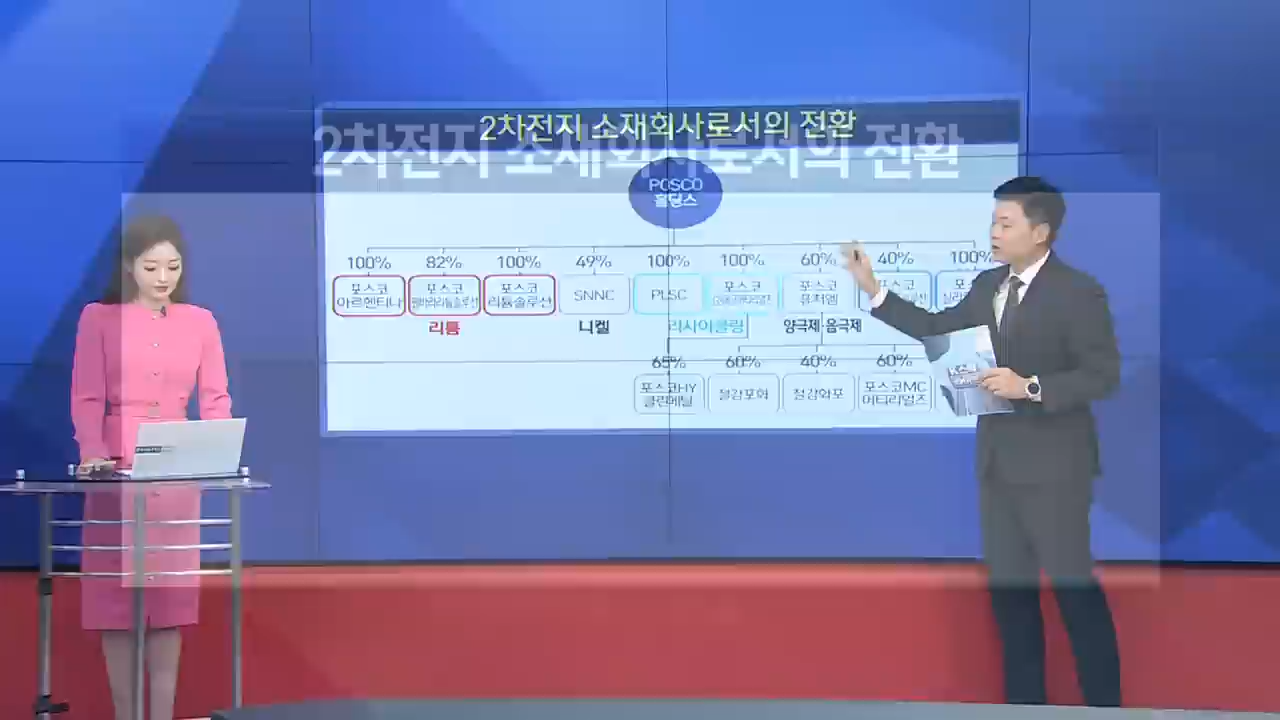 2차전지 소재회사로서의 전환
2차전지 소재회사로서의 전환
POSCO
홀딩스
100% 82% 100% 49% 100% 100% 60% 40% 100%
포스코
아르헨티나
포스코
포스코
리튬솔루션
SNNC
PLSC
포스코
포스코
퓨처엠
리튬
니켈
리사이클링
양극제 음극제
65% 60% 40% 60%
포스코HY
클린메탈
절강포화
절강화포
포스코MC
머티리얼즈